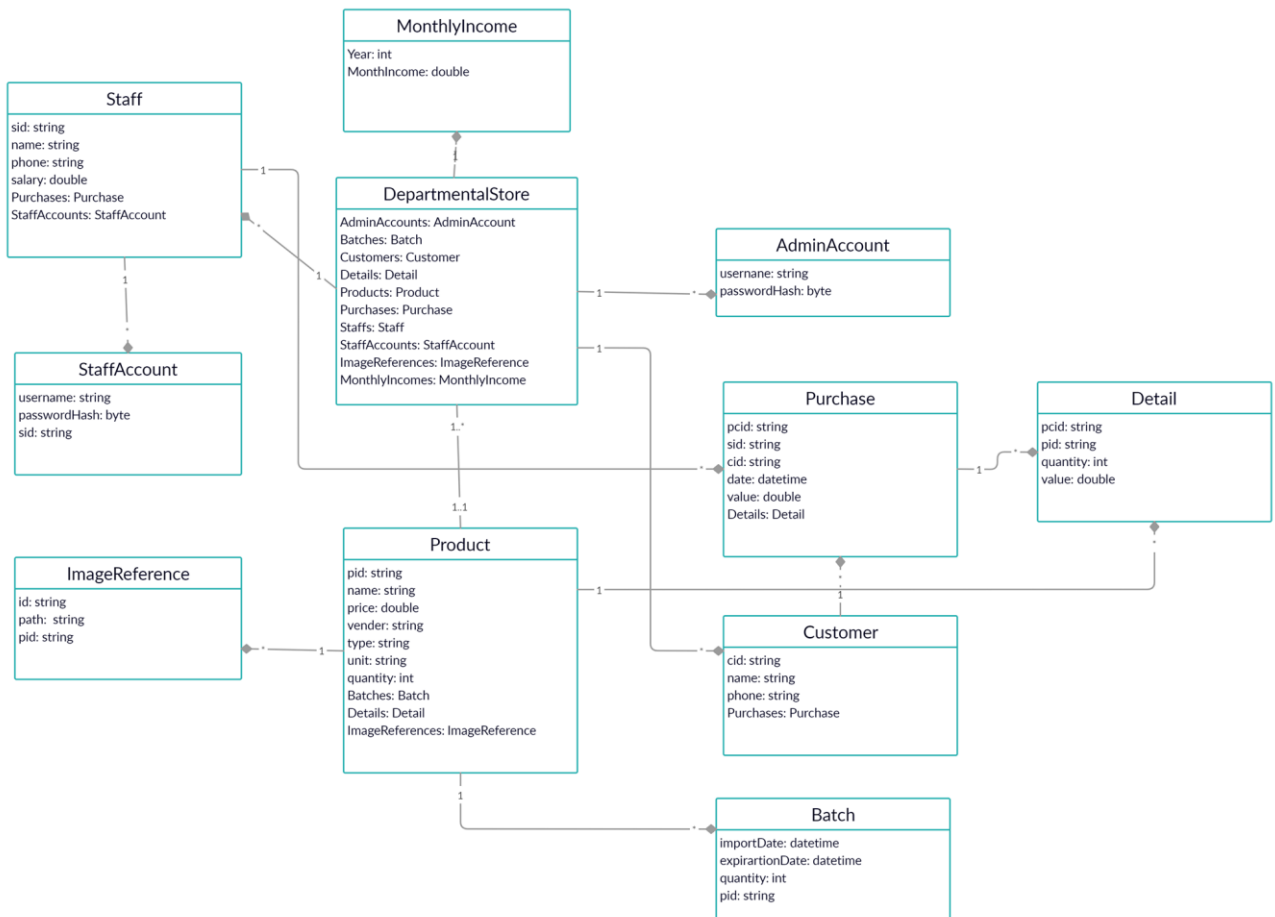 MonthlyIncome
Year: int
MonthIncome: double
*
1
Staff
sid: string
name: string
phone: string
salary: double
Purchases: Purchase
StaffAccounts: StaffAccount
1
*
1
1
*
DepartmentalStore
AdminAccounts: AdminAccount
Batches: Batch
Customers: Customer
Details: Detail
Products: Product
Purchases: Purchase
Staffs: Staff
StaffAccounts: StaffAccount
ImageReferences: ImageReference
MonthlyIncomes: MonthlyIncome
1
*
1
*
1..*
1..1
AdminAccount
username: string
passwordHash: byte
StaffAccount
username: string
passwordHash: byte
sid: string
Purchase
pcid: string
sid: string
cid: string
date: datetime
value: double
Details: Detail
*
1
*
Detail
pcid: string
pid: string
quantity: int
value: double
*
*
1
ImageReference
id: string
path: string
pid: string
*
1
Product
pid: string
name: string
price: double
vender: string
type: string
unit: string
quantity: int
Batches: Batch
Details: Detail
ImageReferences: ImageReference
1
1
*
Customer
cid: string
name: string
phone: string
Purchases: Purchase
*
Batch
importDate: datetime
expirartionDate: datetime
quantity: int
pid: string